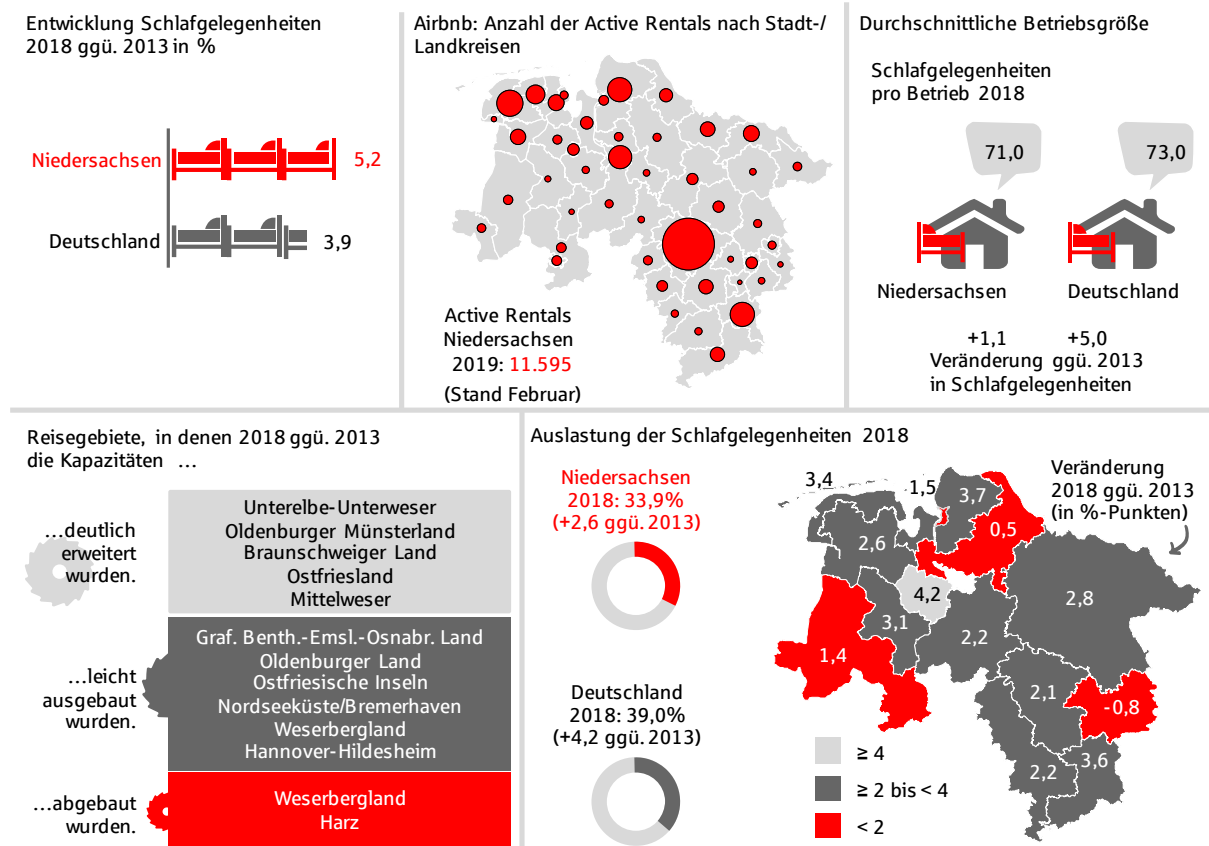 Entwicklung Schlafgelegenheiten
2018 ggü. 2013 in %
Niedersachsen
5,2
Deutschland
3,9
Airbnb: Anzahl der Active Rentals nach Stadt-/
Landkreisen
Active Rentals
Niedersachsen
2019: 11.595
(Stand Februar)
Durchschnittliche Betriebsgröße
Schlafgelegenheiten
pro Betrieb 2018
71,0
73,0
Niedersachsen
Deutschland
+1,1
+5,0
Veränderung ggü. 2013
in Schlafgelegenheiten
Reisegebiete, in denen 2018 ggü. 2013
die Kapazitäten ...
...deutlich
erweitert
wurden.
Unterelbe-Unterweser
Oldenburger Münsterland
Braunschweiger Land
Ostfriesland
Mittelweser
...leicht
ausgebaut
wurden.
Graf. Benth.-Emsl.-Osnabr. Land
Oldenburger Land
Ostfriesische Inseln
Nordseeküste/Bremerhaven
Weserbergland
Hannover-Hildesheim
...abgebaut
wurden.
Weserbergland
Harz
Auslastung der Schlafgelegenheiten 2018
Niedersachsen
2018: 33,9%
(+2,6 ggü. 2013)
Deutschland
2018: 39,0%
(+4,2 ggü. 2013)
Veränderung
2018 ggü. 2013
(in %-Punkten)
3,4
1,5
3,7
0,5
2,6
4,2
2,8
3,1
2,2
1,4
2,1
-0,8
3,6
2,2
≥ 4
≥ 2 bis < 4
< 2